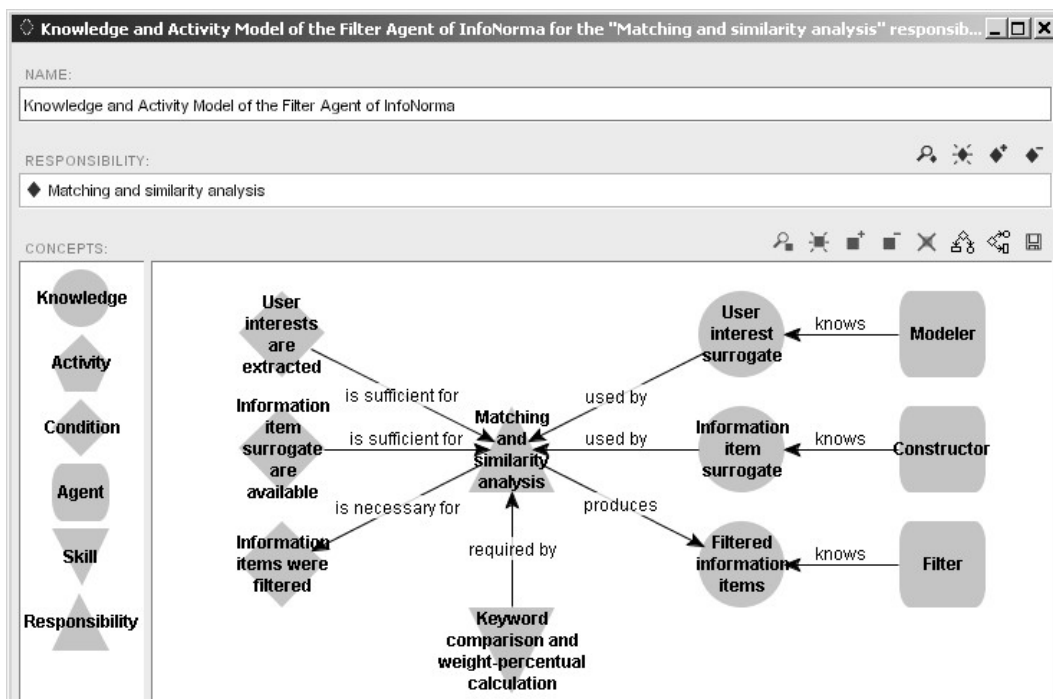 Knowledge and Activity Model of the Filter Agent of InfoNorma for the "Matching and similarity analysis" responsib...
NAME:
Knowledge and Activity Model of the Filter Agent of InfoNorma
RESPONSIBILITY:
Matching and similarity analysis
CONCEPTS:
Knowledge
Activity
Condition
Agent
Skill
Responsibility
User
interests
are
extracted
is sufficient for
Information
item
surrogate
are
available
is sufficient for
Information
items were
filtered
is necessary for
Matching
and
similarity
analysis
required by
Keyword
comparison and
weight-percentual
calculation
used by
User
interest
surrogate
knows
Modeler
used by
Information
item
surrogate
knows
Constructor
produces
Filtered
information
items
knows
Filter